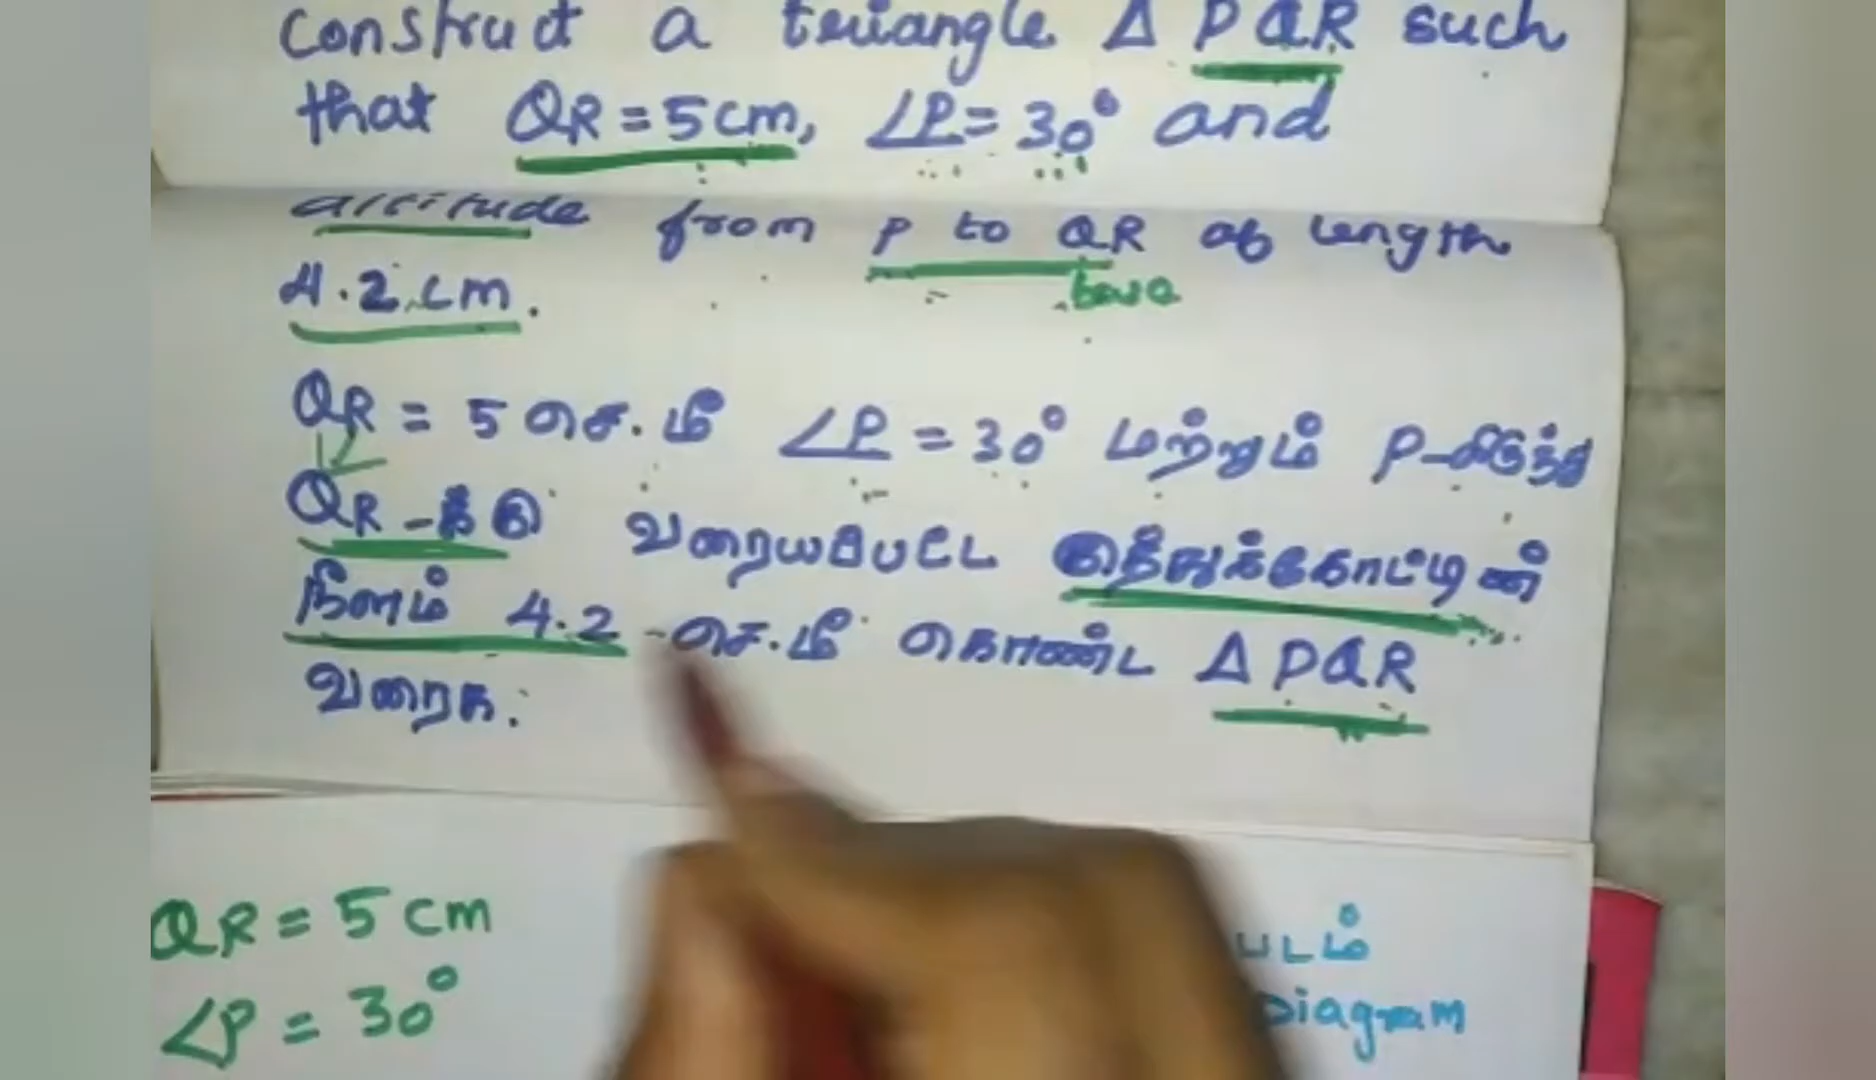 construct a triangle Δ PQR such
that QR = 5cm, ∠P = 30° and
altitude from P to QR of length
base
4.2 cm.
QR = 5 செ.மீ ∠P = 30° மற்றும் P-லிருந்து
QR -க்கு வரையப்பட்ட குத்துக்கோட்டின்
நீளம் 4.2 செ.மீ கொண்ட Δ PQR
வரைக.
QR = 5 cm
∠P = 30°
படம்
Diagram